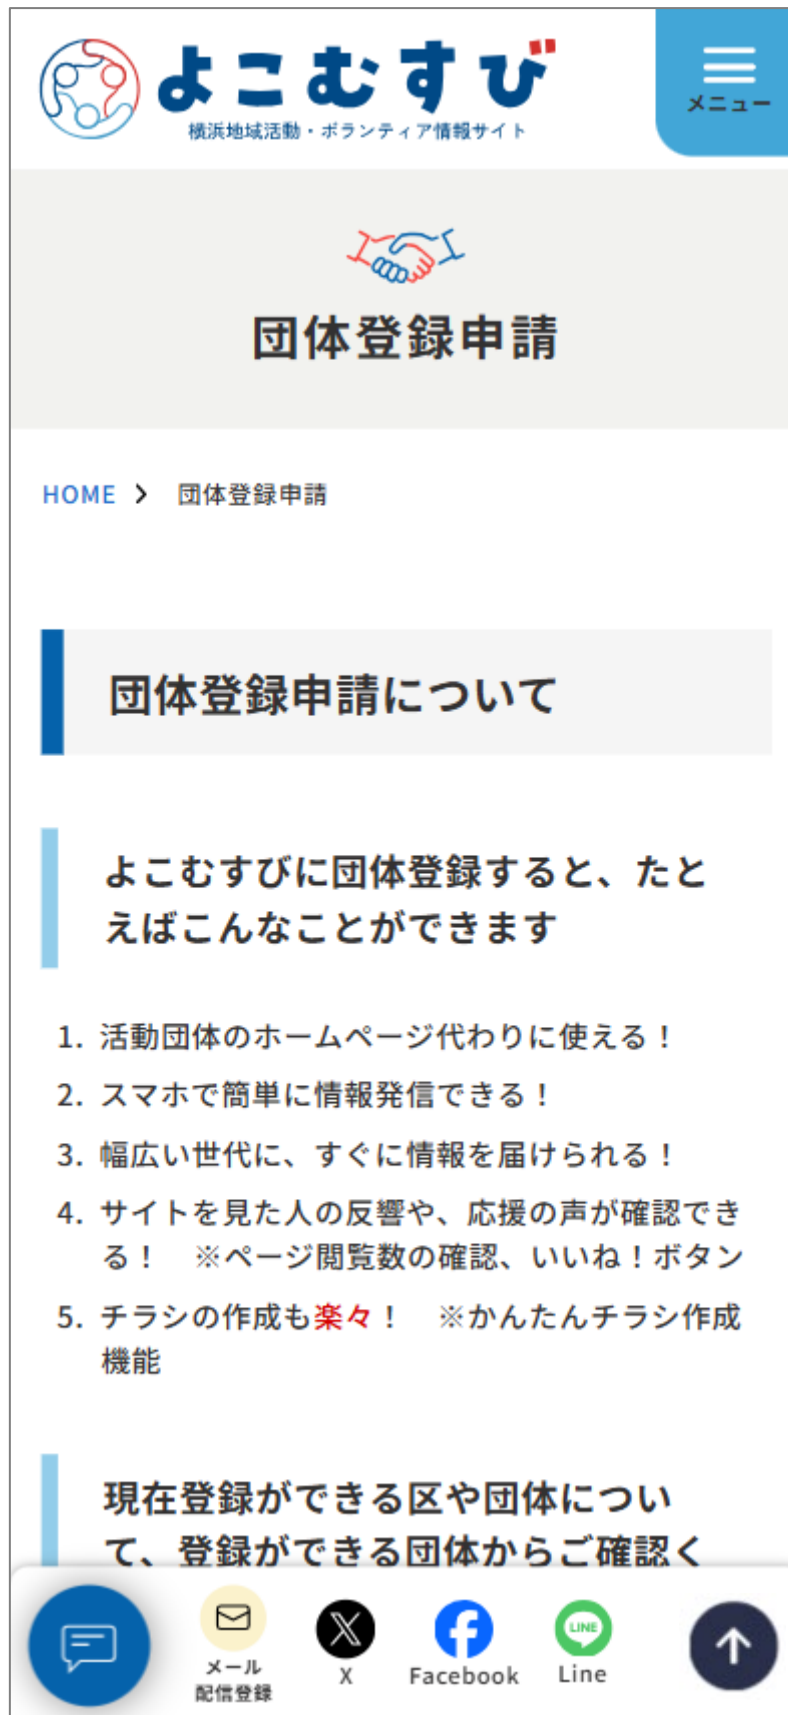 よこむすび
横浜地域活動・ボランティア情報サイト
メニュー
団体登録申請
HOME > 団体登録申請
団体登録申請について
よこむすびに団体登録すると、たと
えばこんなことができます
1. 活動団体のホームページ代わりに使える！
2. スマホで簡単に情報発信できる！
3. 幅広い世代に、すぐに情報を届けられる！
4. サイトを見た人の反響や、応援の声が確認でき
る！　※ページ閲覧数の確認、いいね！ボタン
5. チラシの作成も楽々！　※かんたんチラシ作成
機能
現在登録ができる区や団体につい
て、登録ができる団体からご確認く
メール
配信登録
X
Facebook
LINE
Line